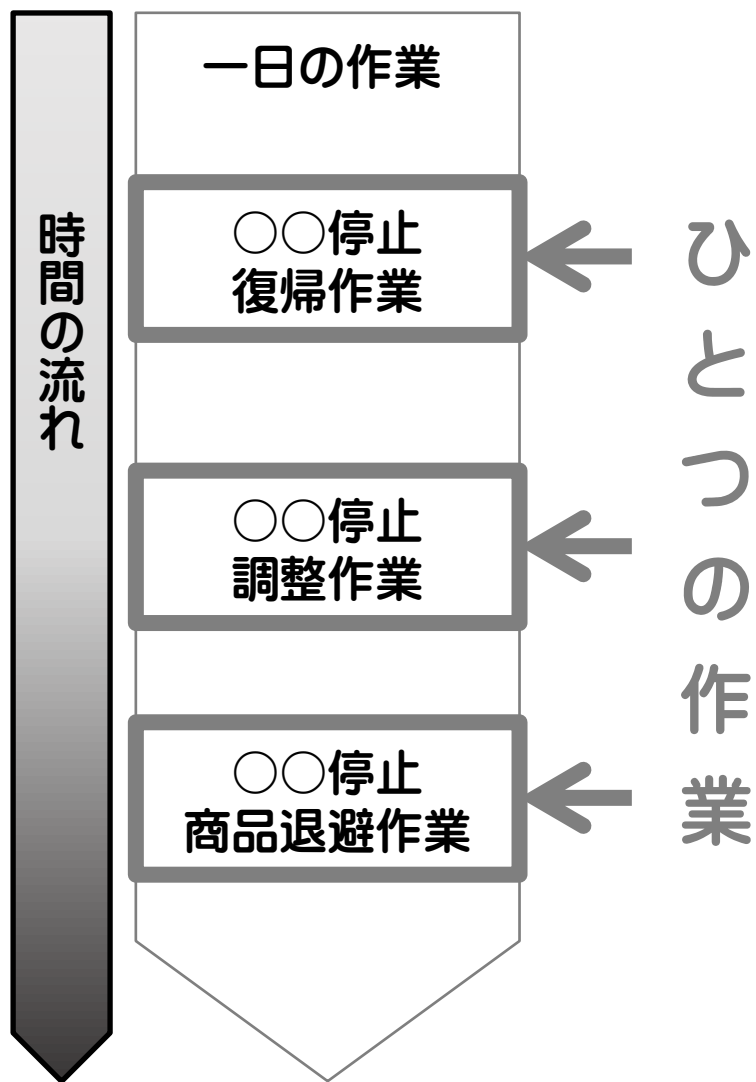 一日の作業
時間の流れ
○○停止
復帰作業
○○停止
調整作業
○○停止
商品退避作業
ひとつの作業